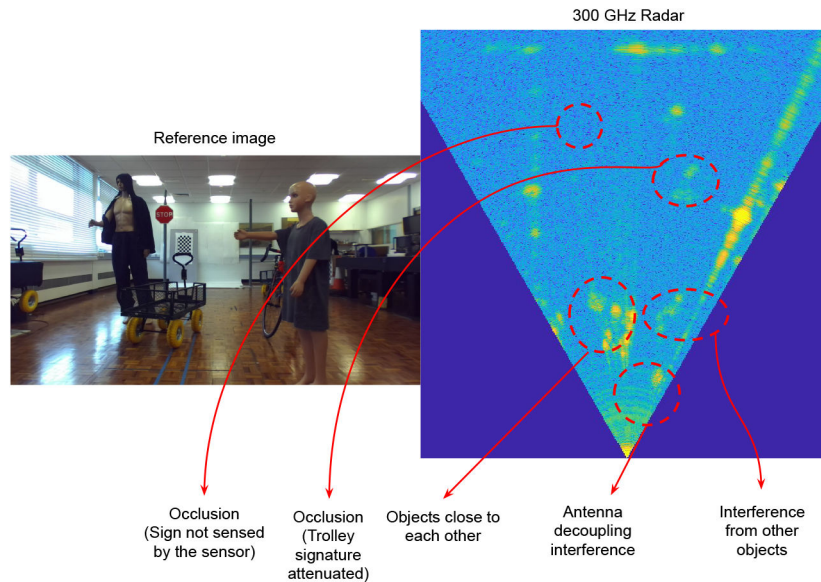 300 GHz Radar
Reference image
STOP
Occlusion
(Sign not sensed
by the sensor)
Occlusion
(Trolley
signature
attenuated)
Objects close to
each other
Antenna
decoupling
interference
Interference
from other
objects